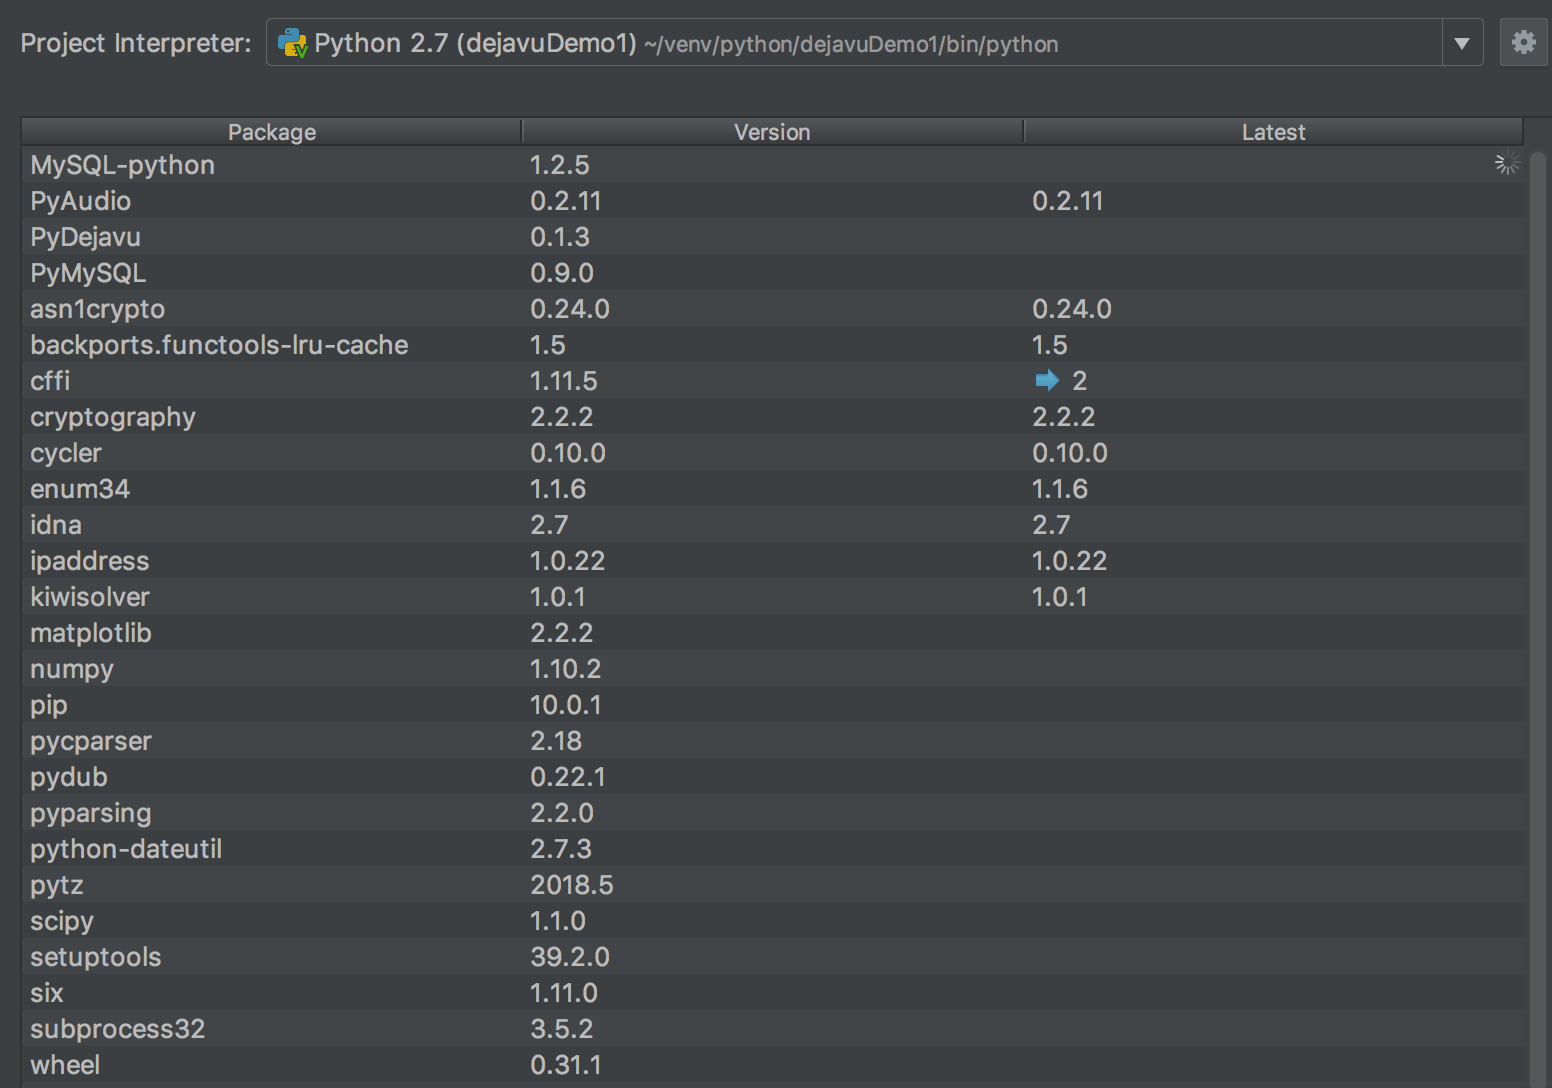 Project Interpreter: Python 2.7 (dejavuDemo1) ~/venv/python/dejavuDemo1/bin/python
Package Version Latest
MySQL-python 1.2.5
PyAudio 0.2.11 0.2.11
PyDejavu 0.1.3
PyMySQL 0.9.0
asn1crypto 0.24.0 0.24.0
backports.functools-lru-cache 1.5 1.5
cffi 1.11.5 2
cryptography 2.2.2 2.2.2
cycler 0.10.0 0.10.0
enum34 1.1.6 1.1.6
idna 2.7 2.7
ipaddress 1.0.22 1.0.22
kiwisolver 1.0.1 1.0.1
matplotlib 2.2.2
numpy 1.10.2
pip 10.0.1
pycparser 2.18
pydub 0.22.1
pyparsing 2.2.0
python-dateutil 2.7.3
pytz 2018.5
scipy 1.1.0
setuptools 39.2.0
six 1.11.0
subprocess32 3.5.2
wheel 0.31.1